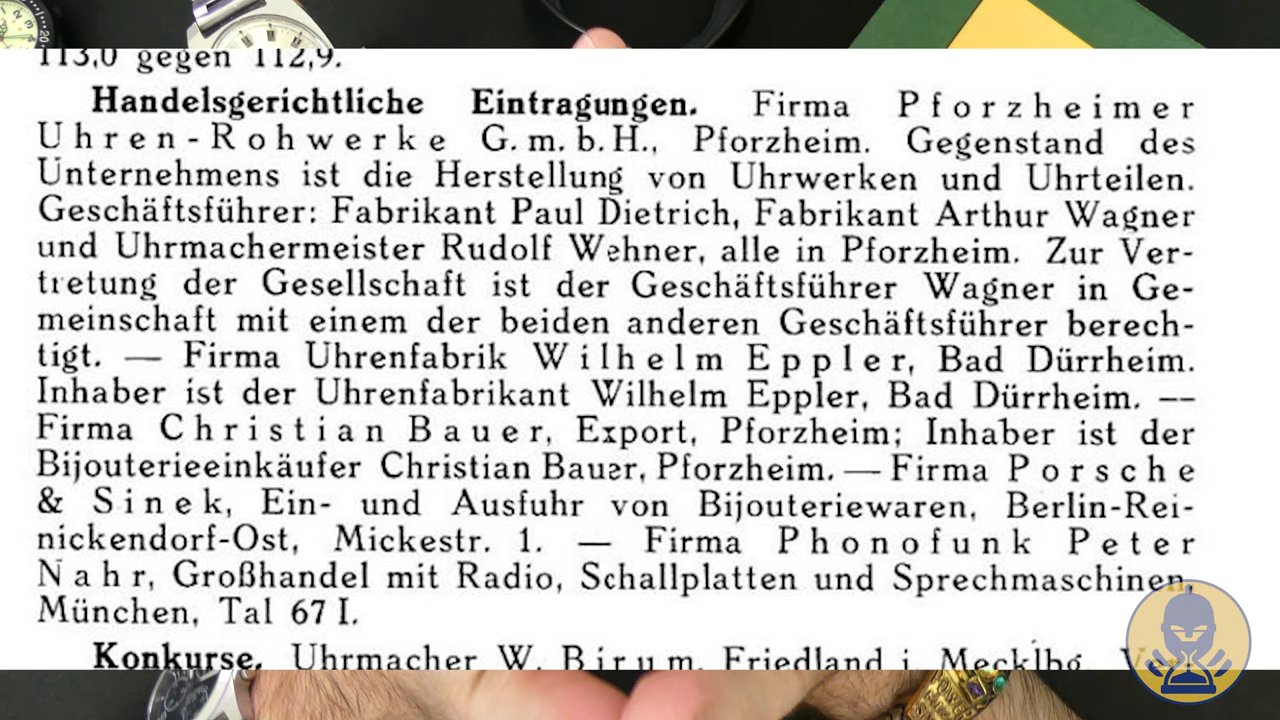 113,0 gegen 112,9.
Handelsgerichtliche Eintragungen. Firma Pforzheimer
Uhren-Rohwerke G. m. b. H., Pforzheim. Gegenstand des
Unternehmens ist die Herstellung von Uhrwerken und Uhrteilen.
Geschäftsführer: Fabrikant Paul Dietrich, Fabrikant Arthur Wagner
und Uhrmachermeister Rudolf Wehner, alle in Pforzheim. Zur Ver-
tretung der Gesellschaft ist der Geschäftsführer Wagner in Ge-
meinschaft mit einem der beiden anderen Geschäftsführer berech-
tigt. — Firma Uhrenfabrik Wilhelm Eppler, Bad Dürrheim.
Inhaber ist der Uhrenfabrikant Wilhelm Eppler, Bad Dürrheim. —
Firma Christian Bauer, Export, Pforzheim; Inhaber ist der
Bijouterieeinkäufer Christian Bauer, Pforzheim. — Firma Porsche
& Sinek, Ein- und Ausfuhr von Bijouteriewaren, Berlin-Rei-
nickendorf-Ost, Mickestr. 1. — Firma Phonofunk Peter
Nahr, Großhandel mit Radio, Schallplatten und Sprechmaschinen,
München, Tal 67 I.
Konkurse. Uhrmacher W. Birum, Friedland i. Mecklbg.